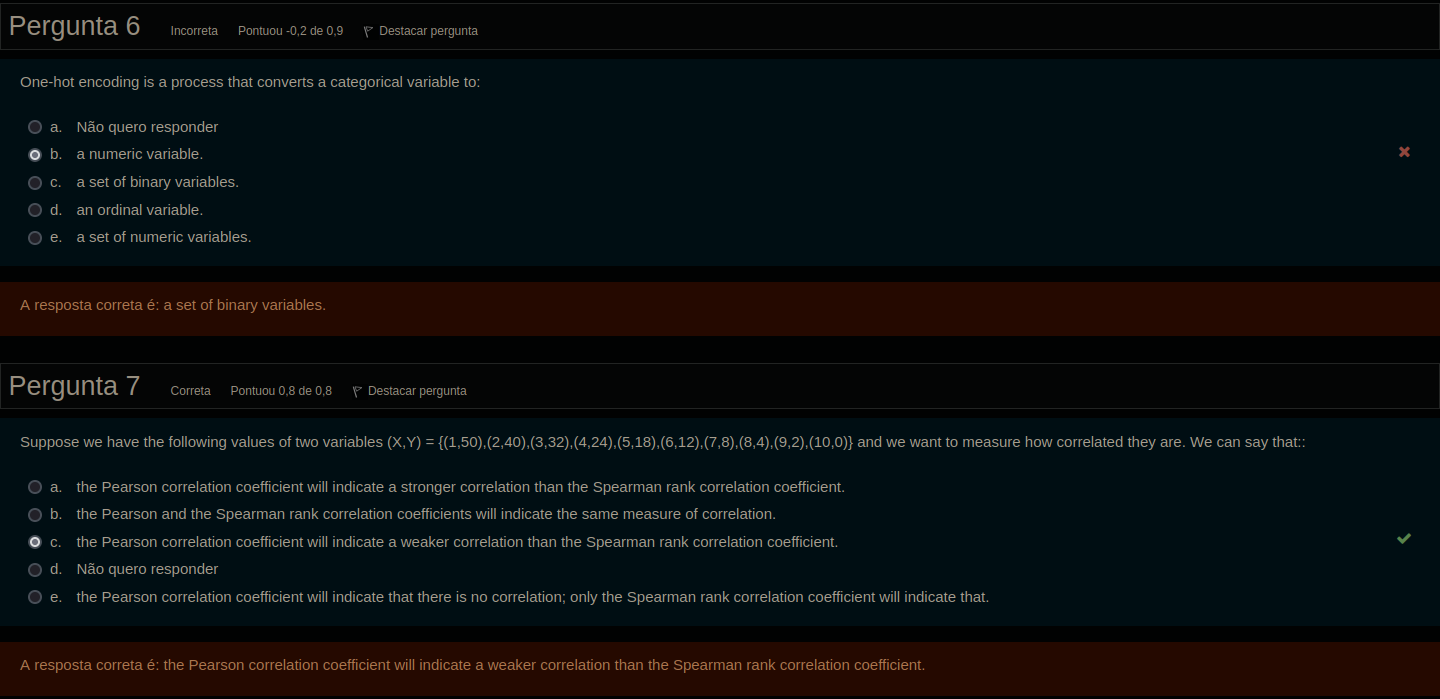 Pergunta 6 Incorreta Pontuou -0,2 de 0,9 Destacar pergunta
One-hot encoding is a process that converts a categorical variable to:
a. Não quero responder
b. a numeric variable.
c. a set of binary variables.
d. an ordinal variable.
e. a set of numeric variables.
A resposta correta é: a set of binary variables.
Pergunta 7 Correta Pontuou 0,8 de 0,8 Destacar pergunta
Suppose we have the following values of two variables (X,Y) = {(1,50),(2,40),(3,32),(4,24),(5,18),(6,12),(7,8),(8,4),(9,2),(10,0)} and we want to measure how correlated they are. We can say that::
a. the Pearson correlation coefficient will indicate a stronger correlation than the Spearman rank correlation coefficient.
b. the Pearson and the Spearman rank correlation coefficients will indicate the same measure of correlation.
c. the Pearson correlation coefficient will indicate a weaker correlation than the Spearman rank correlation coefficient.
d. Não quero responder
e. the Pearson correlation coefficient will indicate that there is no correlation; only the Spearman rank correlation coefficient will indicate that.
A resposta correta é: the Pearson correlation coefficient will indicate a weaker correlation than the Spearman rank correlation coefficient.